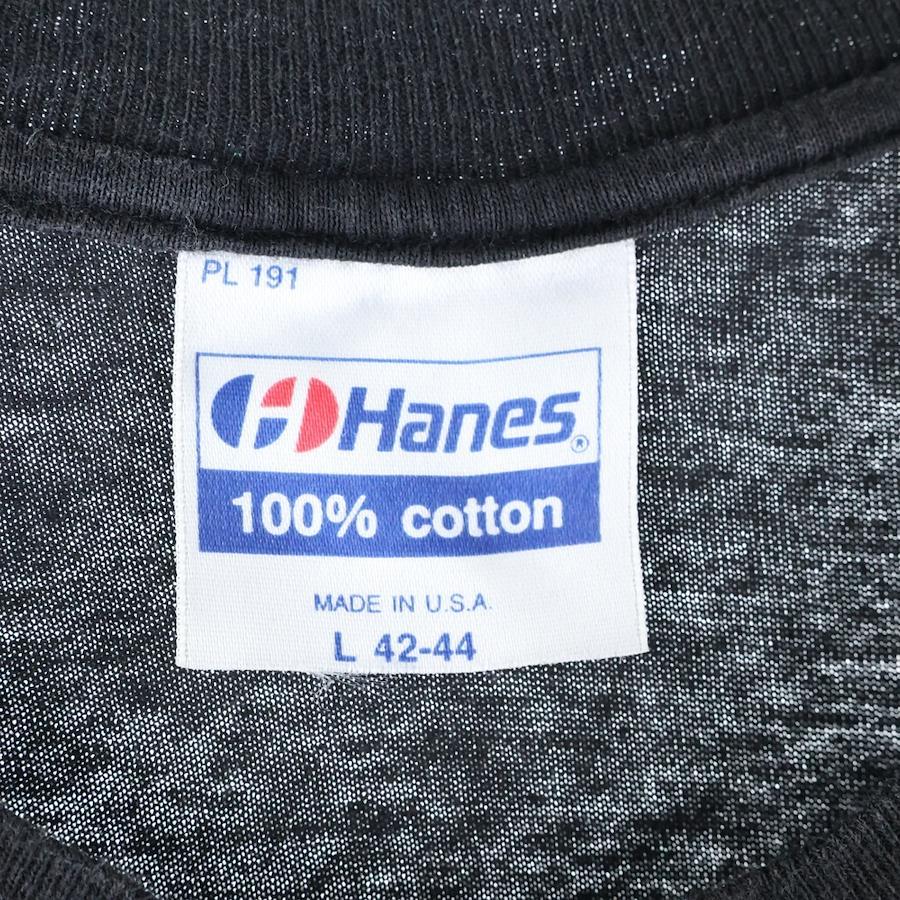 PL 191
Hanes®
100% cotton
MADE IN U.S.A.
L 42-44